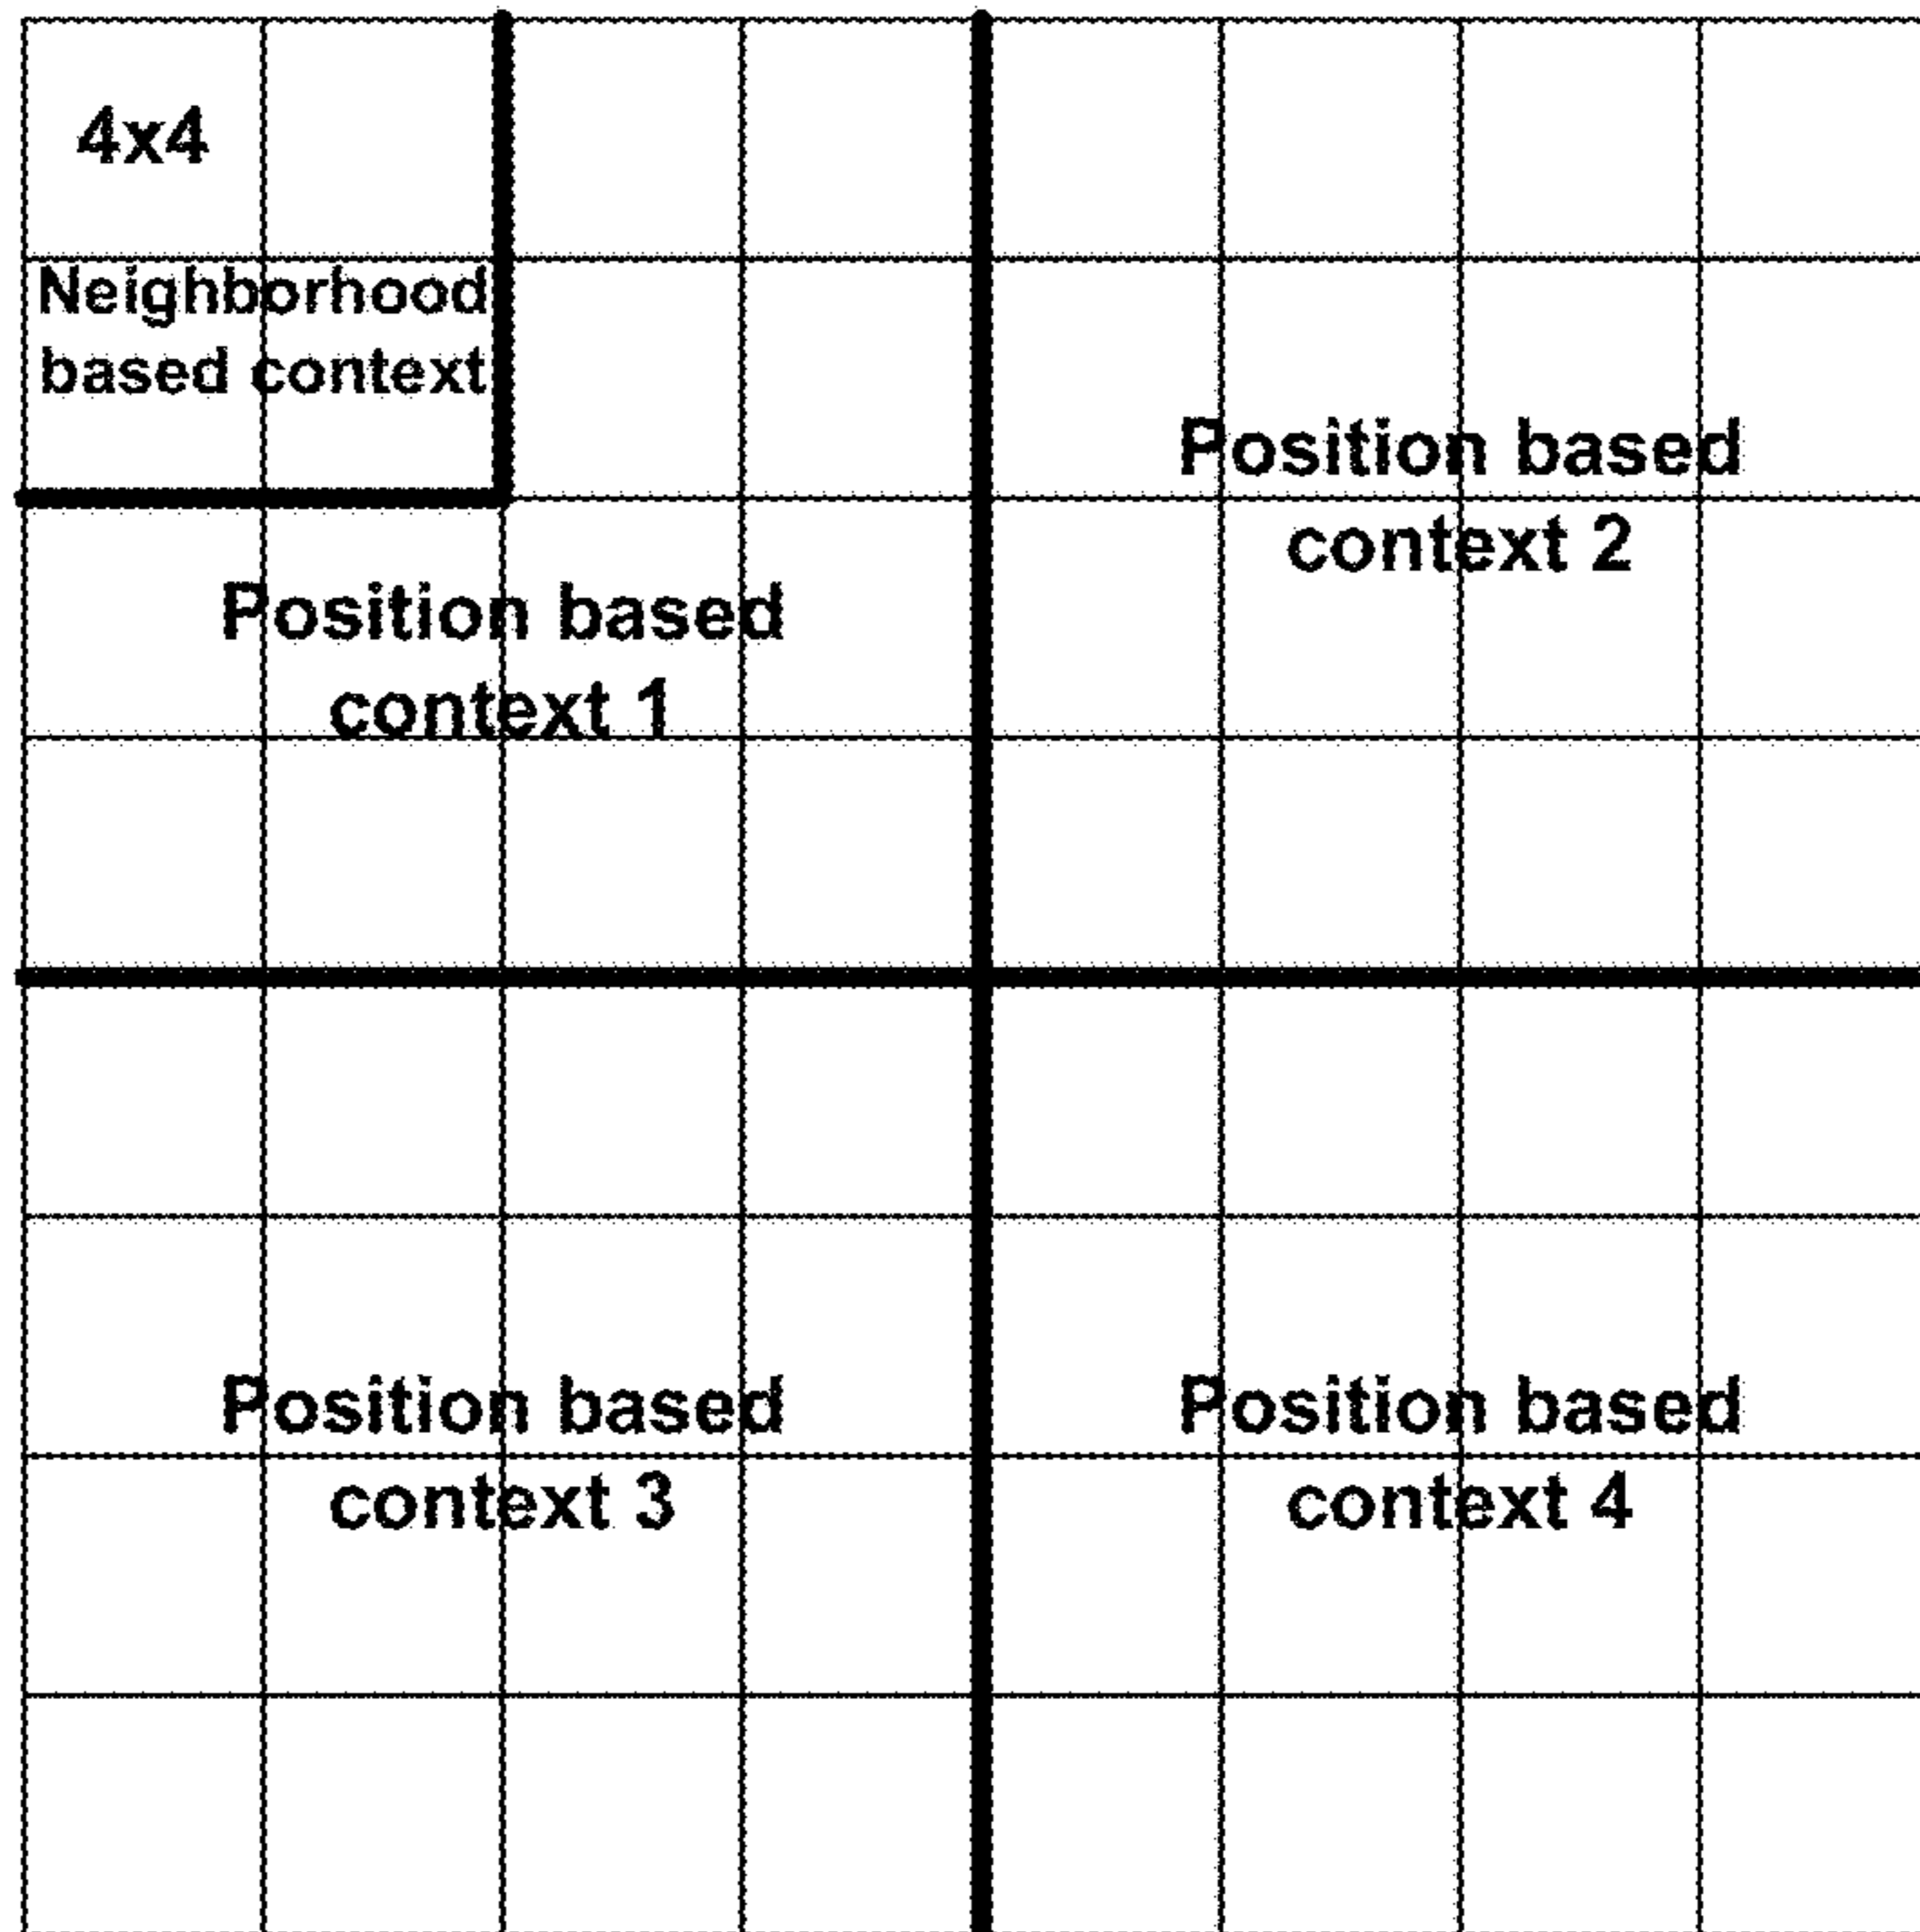 4x4
Neighborhood
based context
Position based
context 1
Position based
context 2
Position based
context 3
Position based
context 4